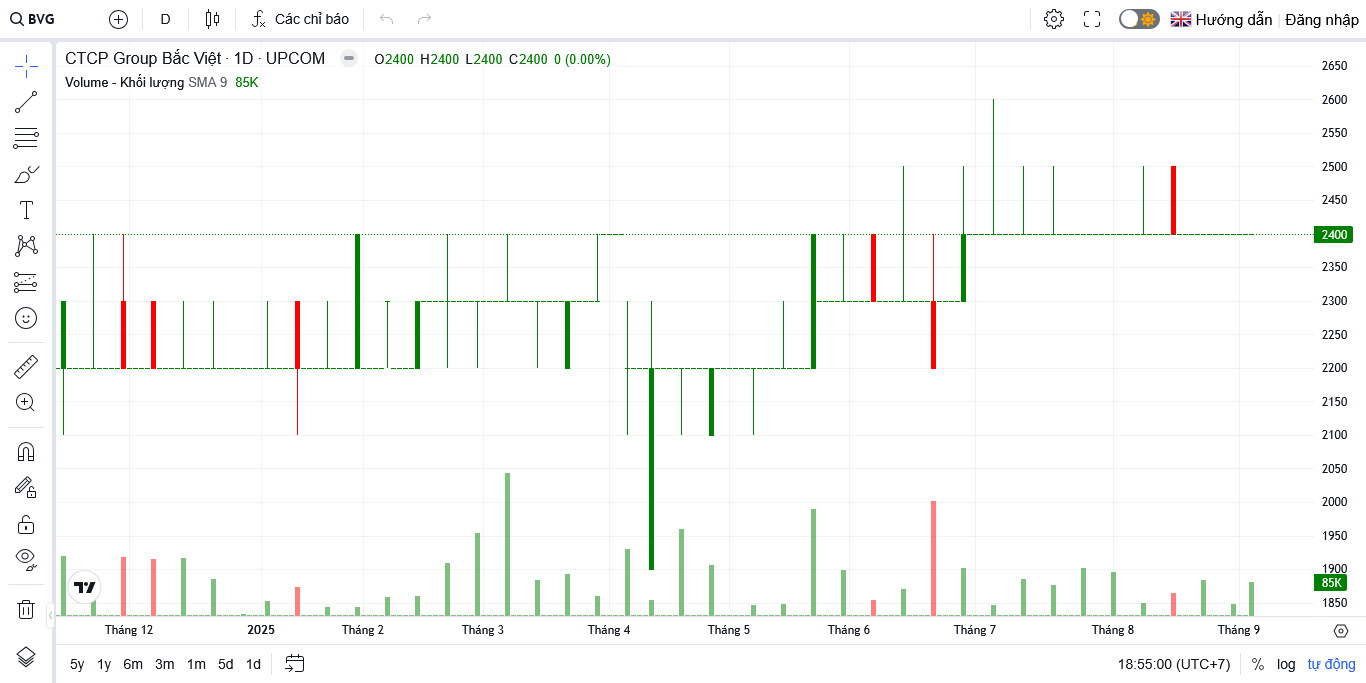 BVG D Các chỉ báo Hướng dẫn Đăng nhập
CTCP Group Bắc Việt · 1D · UPCOM O2400 H2400 L2400 C2400 0 (0.00%)
Volume - Khối lượng SMA 9 85K
2650
2600
2550
2500
2450
2400
2350
2300
2250
2200
2150
2100
2050
2000
1950
1900
85K
1850
Tháng 12 2025 Tháng 2 Tháng 3 Tháng 4 Tháng 5 Tháng 6 Tháng 7 Tháng 8 Tháng 9
5y 1y 6m 3m 1m 5d 1d 18:55:00 (UTC+7) % log tự động